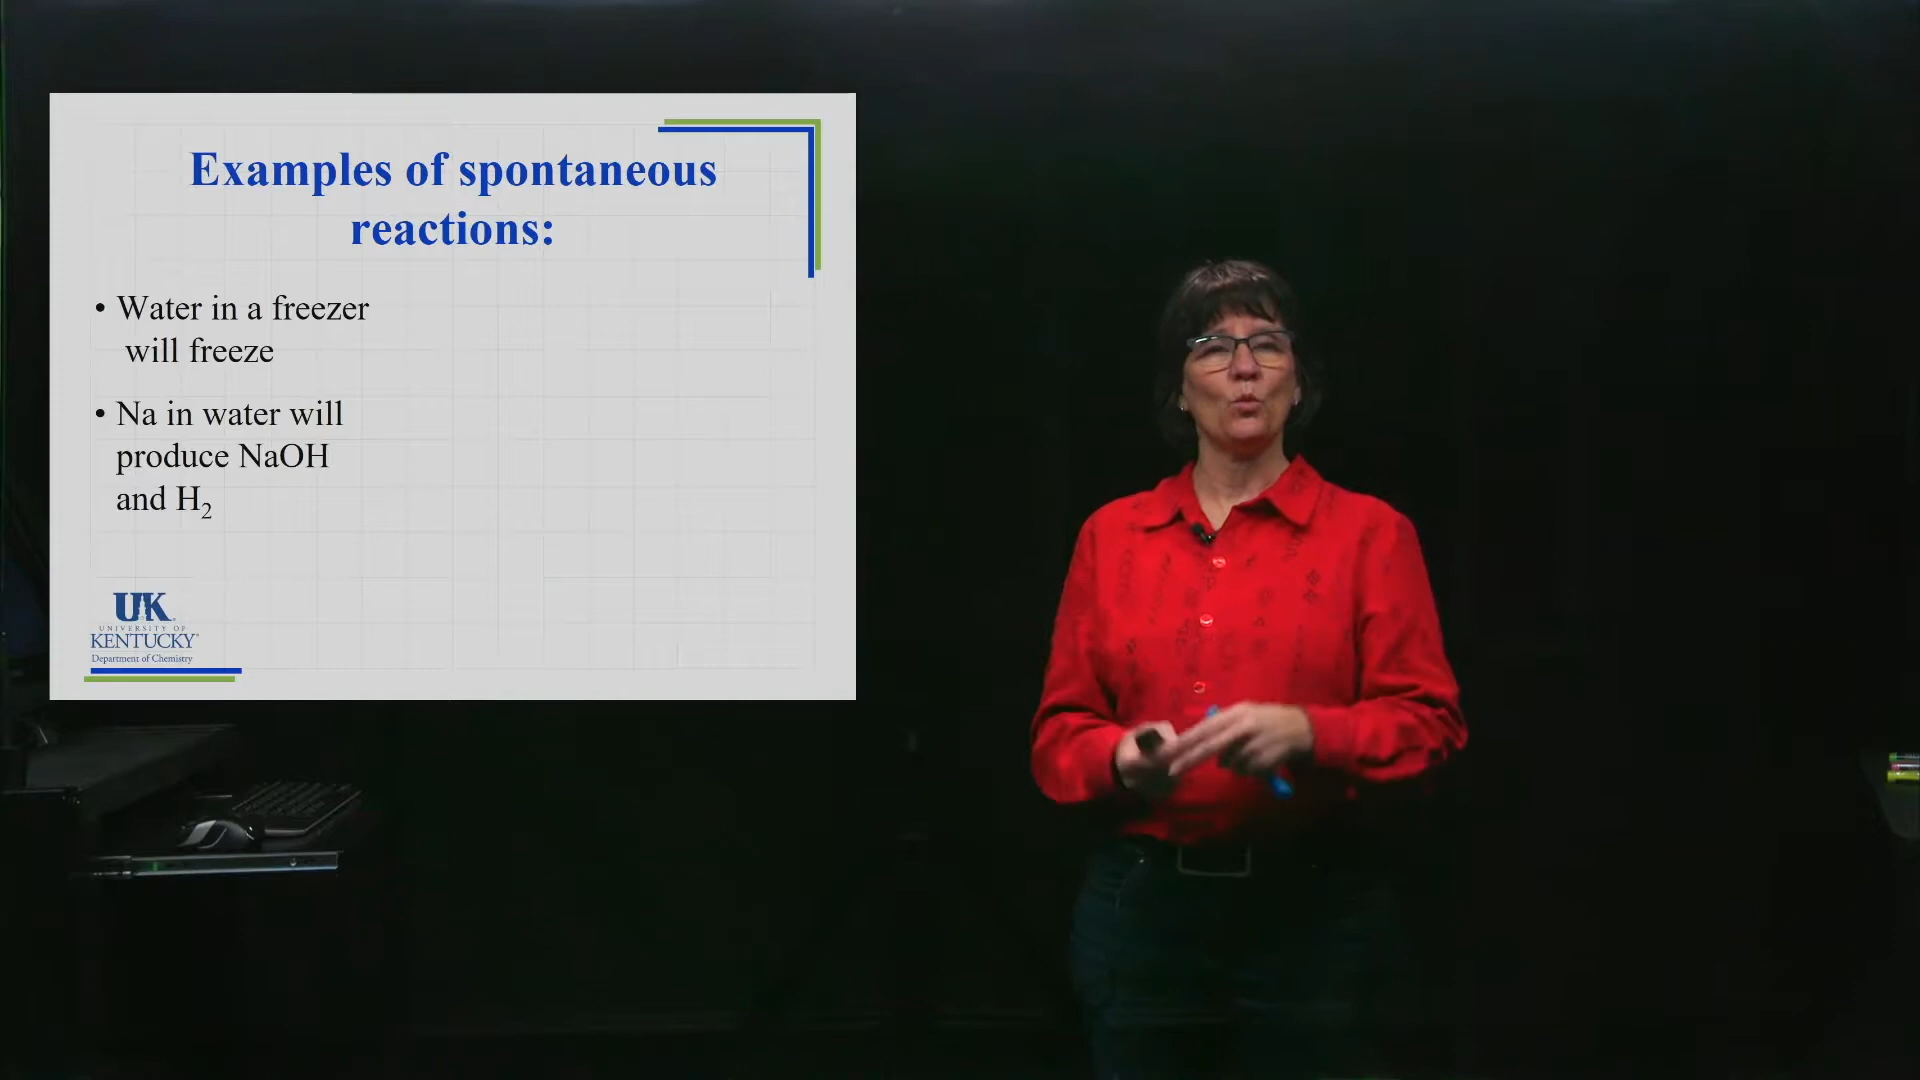 Examples of spontaneous
reactions:
• Water in a freezer
will freeze
• Na in water will
produce NaOH
and H₂
UK
UNIVERSITY OF
KENTUCKY®
Department of Chemistry